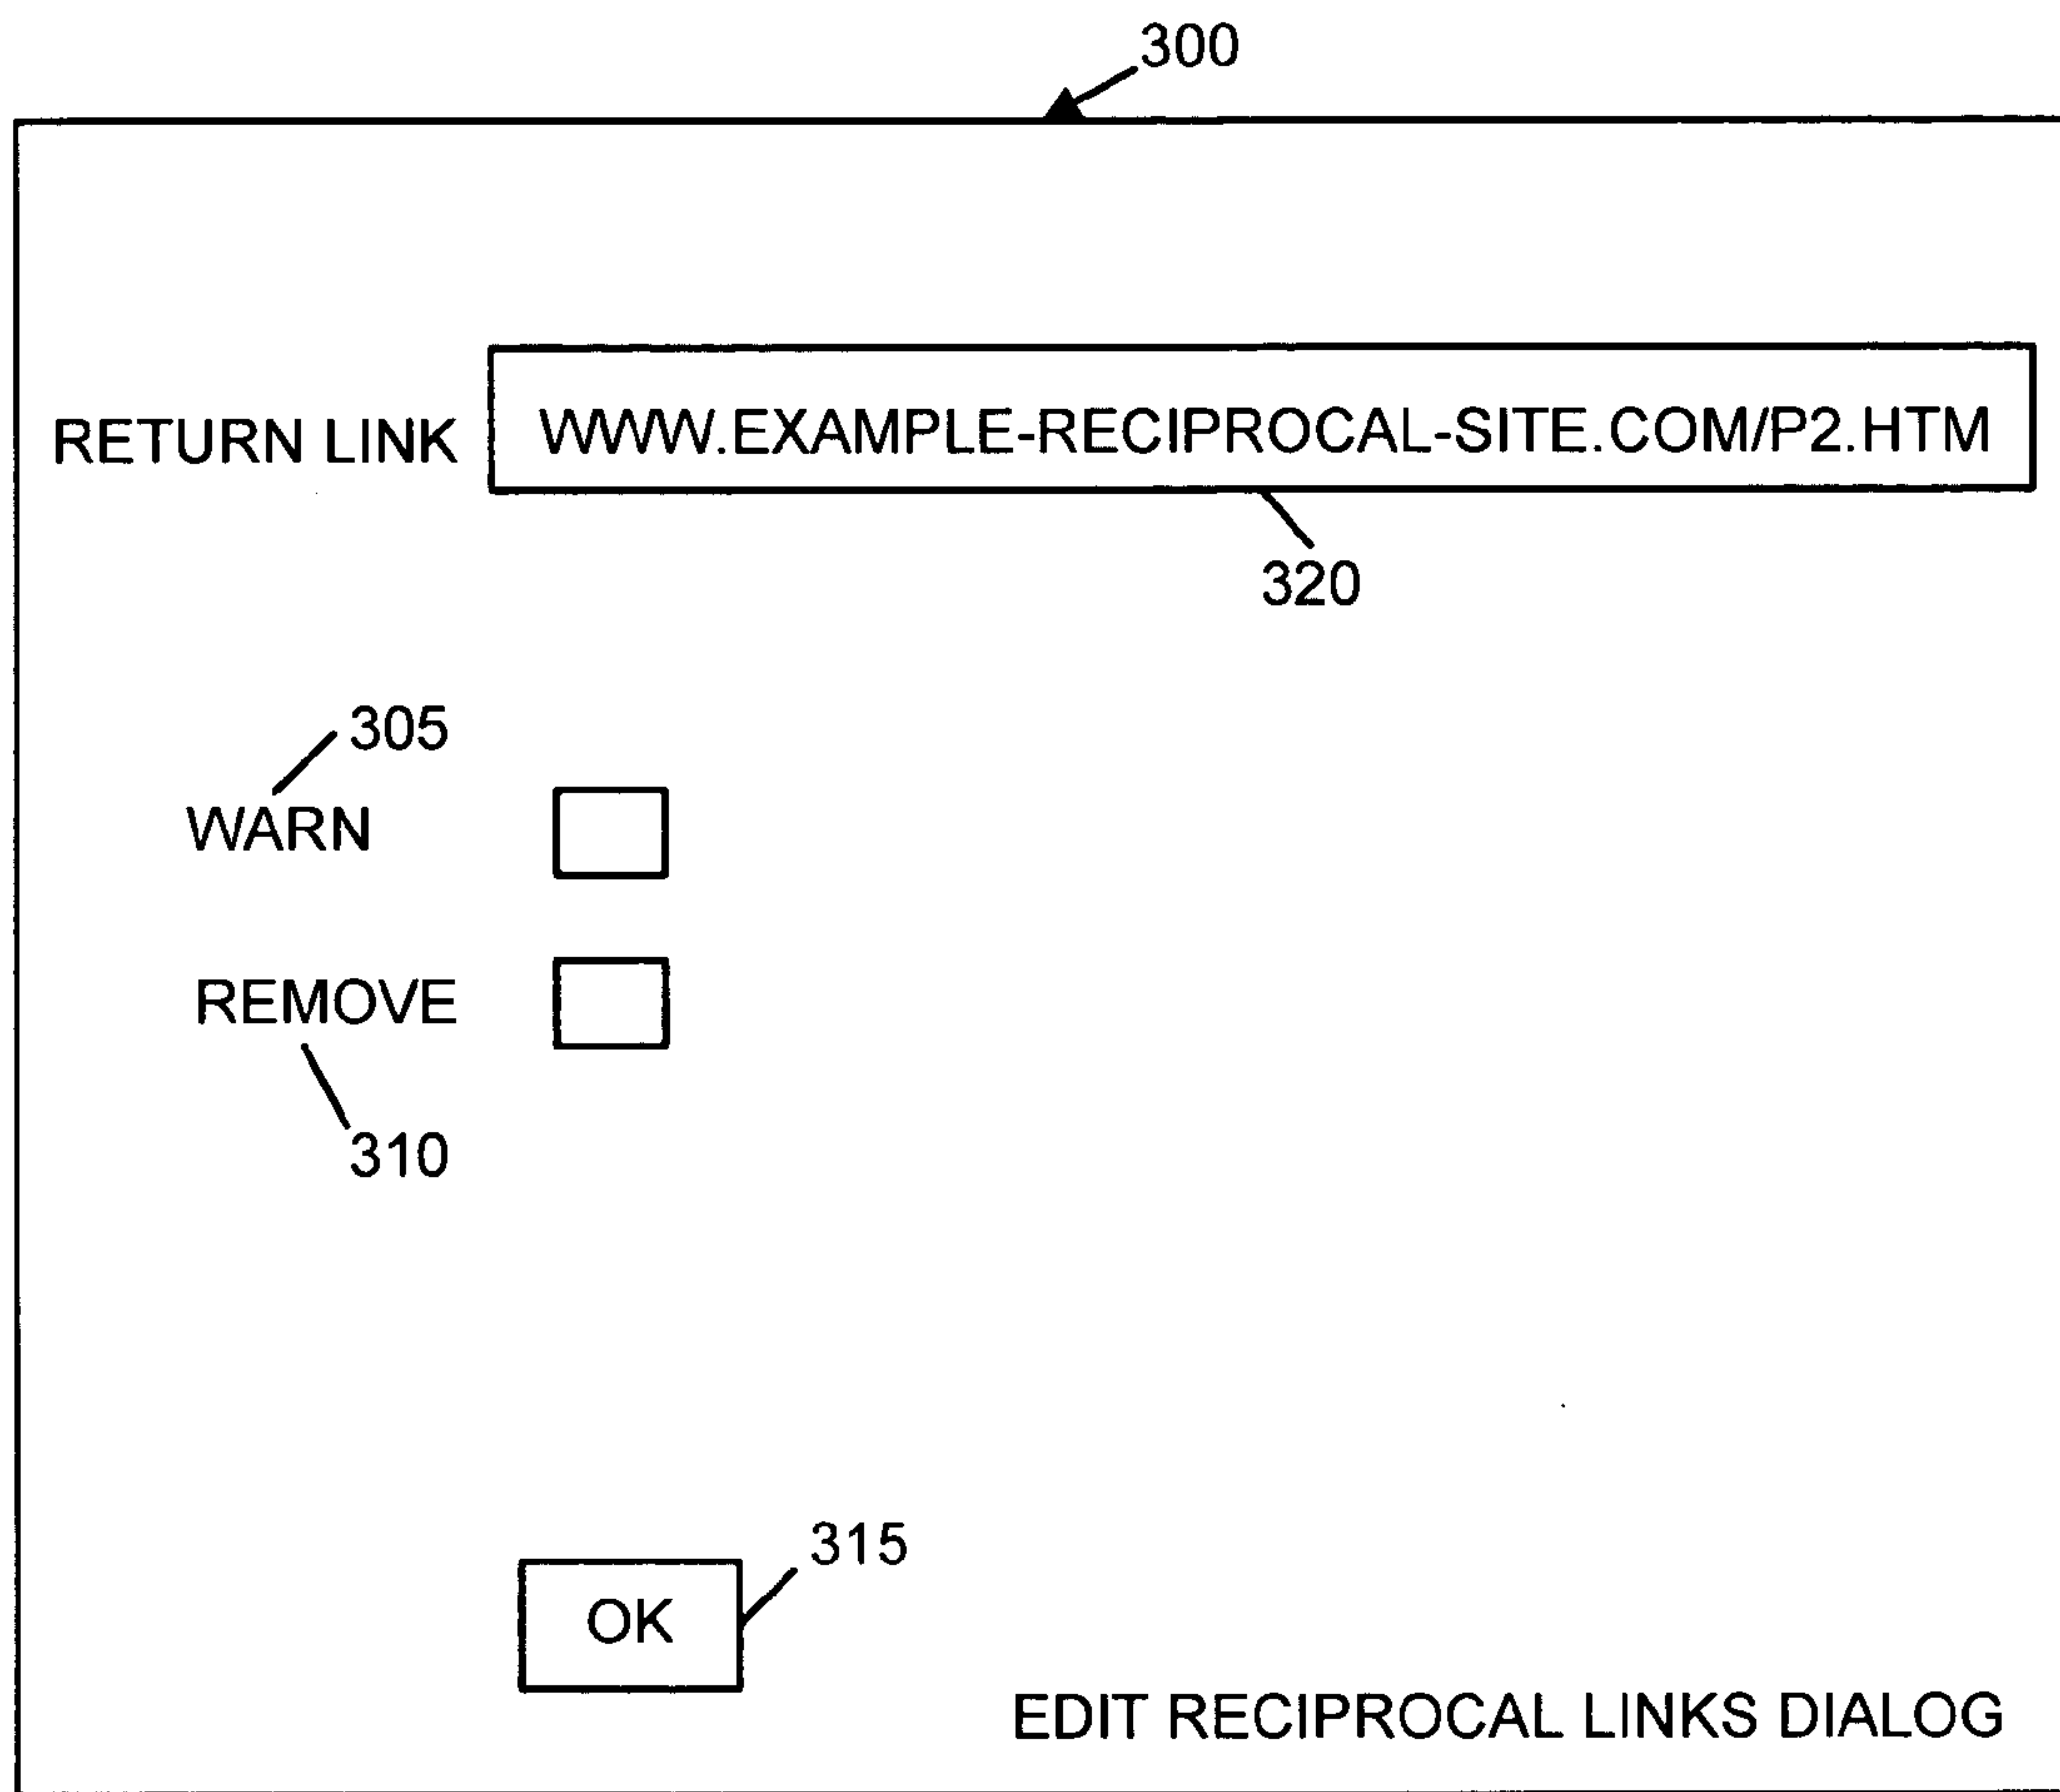 300
RETURN LINK
WWW.EXAMPLE-RECIPROCAL-SITE.COM/P2.HTM
320
305
WARN
REMOVE
310
315
OK
EDIT RECIPROCAL LINKS DIALOG